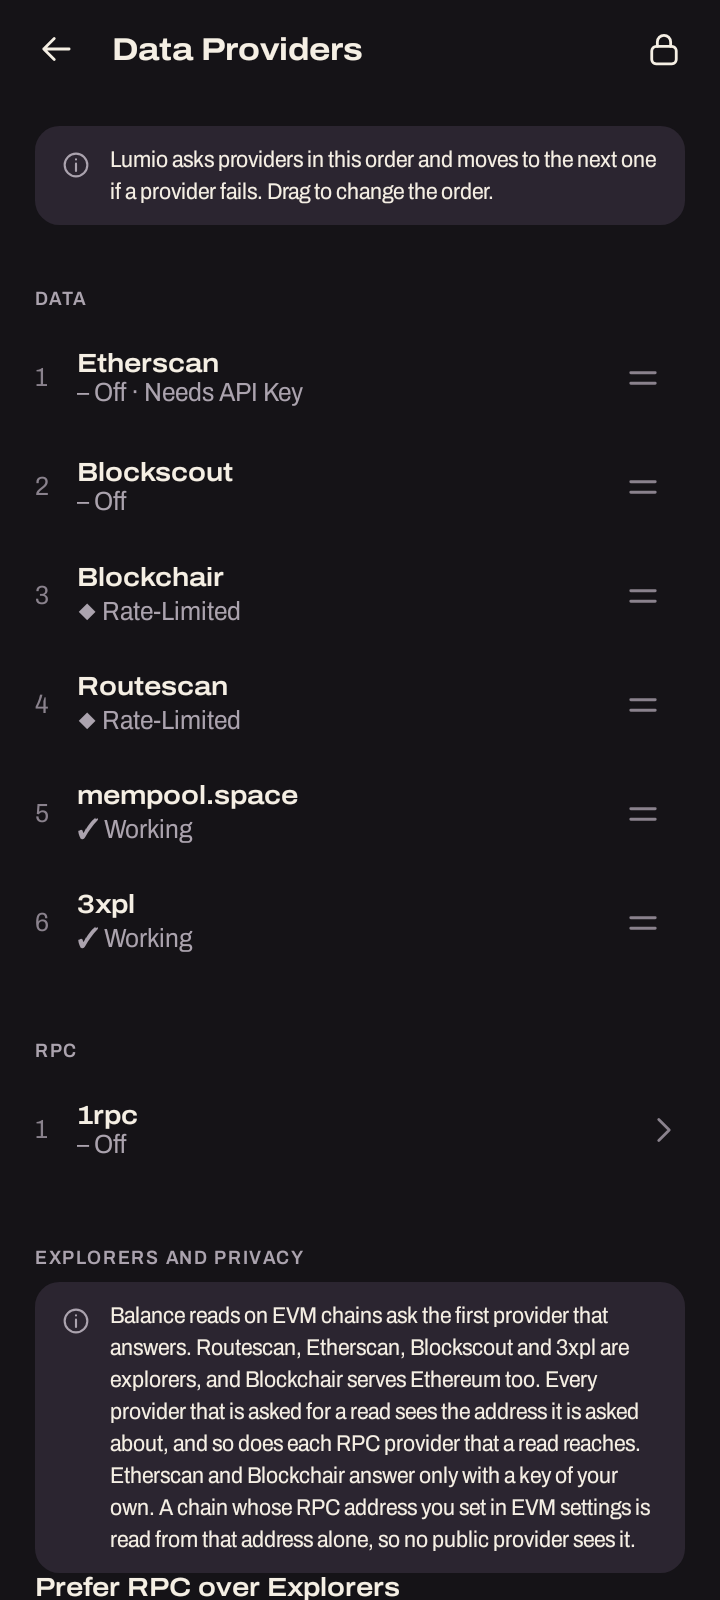 Data Providers
Lumio asks providers in this order and moves to the next one
if a provider fails. Drag to change the order.
DATA
1
Etherscan
– Off · Needs API Key
2
Blockscout
– Off
3
Blockchair
◆ Rate-Limited
4
Routescan
◆ Rate-Limited
5
mempool.space
✓ Working
6
3xpl
✓ Working
RPC
1
1rpc
– Off
EXPLORERS AND PRIVACY
Balance reads on EVM chains ask the first provider that
answers. Routescan, Etherscan, Blockscout and 3xpl are
explorers, and Blockchair serves Ethereum too. Every
provider that is asked for a read sees the address it is asked
about, and so does each RPC provider that a read reaches.
Etherscan and Blockchair answer only with a key of your
own. A chain whose RPC address you set in EVM settings is
read from that address alone, so no public provider sees it.
Prefer RPC over Explorers